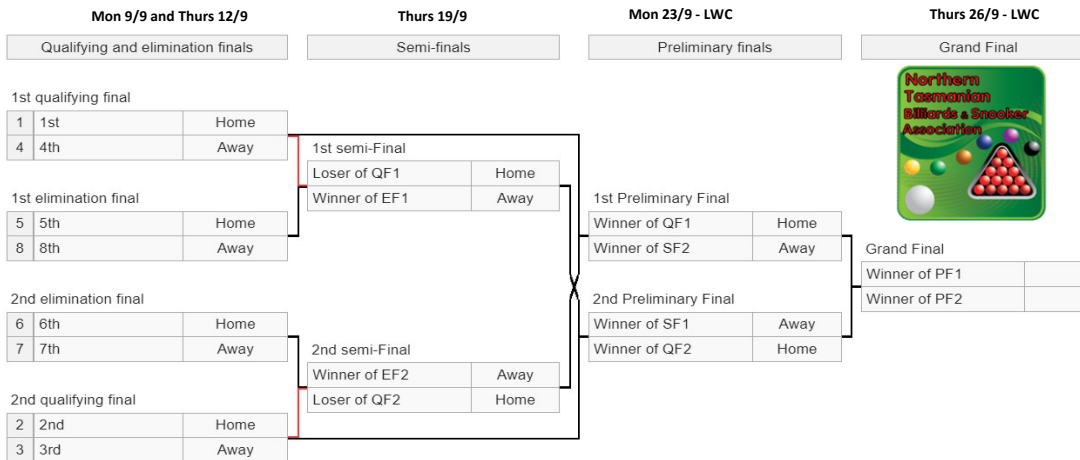 Mon 9/9 and Thurs 12/9
Thurs 19/9
Mon 23/9 - LWC
Thurs 26/9 - LWC
Qualifying and elimination finals
Semi-finals
Preliminary finals
Grand Final
1st qualifying final
1 1st Home
4 4th Away
1st elimination final
5 5th Home
8 8th Away
2nd elimination final
6 6th Home
7 7th Away
2nd qualifying final
2 2nd Home
3 3rd Away
1st semi-Final
Loser of QF1 Home
Winner of EF1 Away
2nd semi-Final
Winner of EF2 Away
Loser of QF2 Home
1st Preliminary Final
Winner of QF1 Home
Winner of SF2 Away
2nd Preliminary Final
Winner of SF1 Away
Winner of QF2 Home
Northern
Tasmanian
Billiards & Snooker
Association
Grand Final
Winner of PF1
Winner of PF2